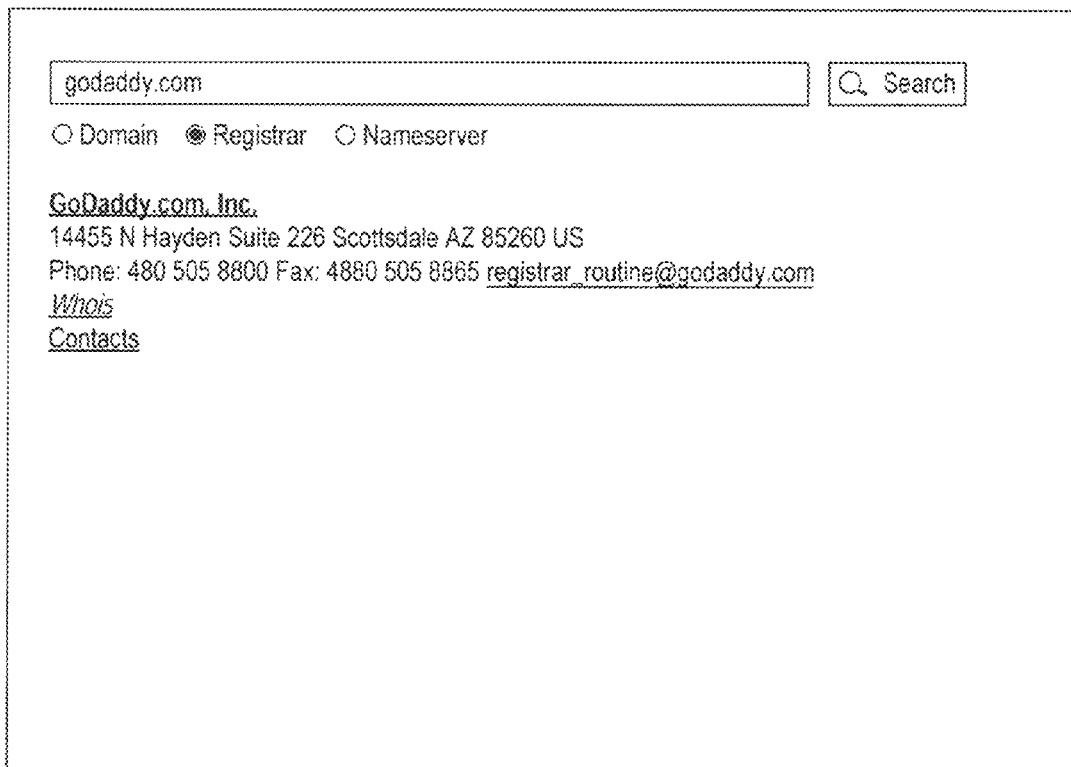 godaddy.com Search
Domain Registrar Nameserver
GoDaddy.com, Inc.
14455 N Hayden Suite 226 Scottsdale AZ 85260 US
Phone: 480 505 8800 Fax: 4880 505 8865 registrar_routine@godaddy.com
Whois
Contacts